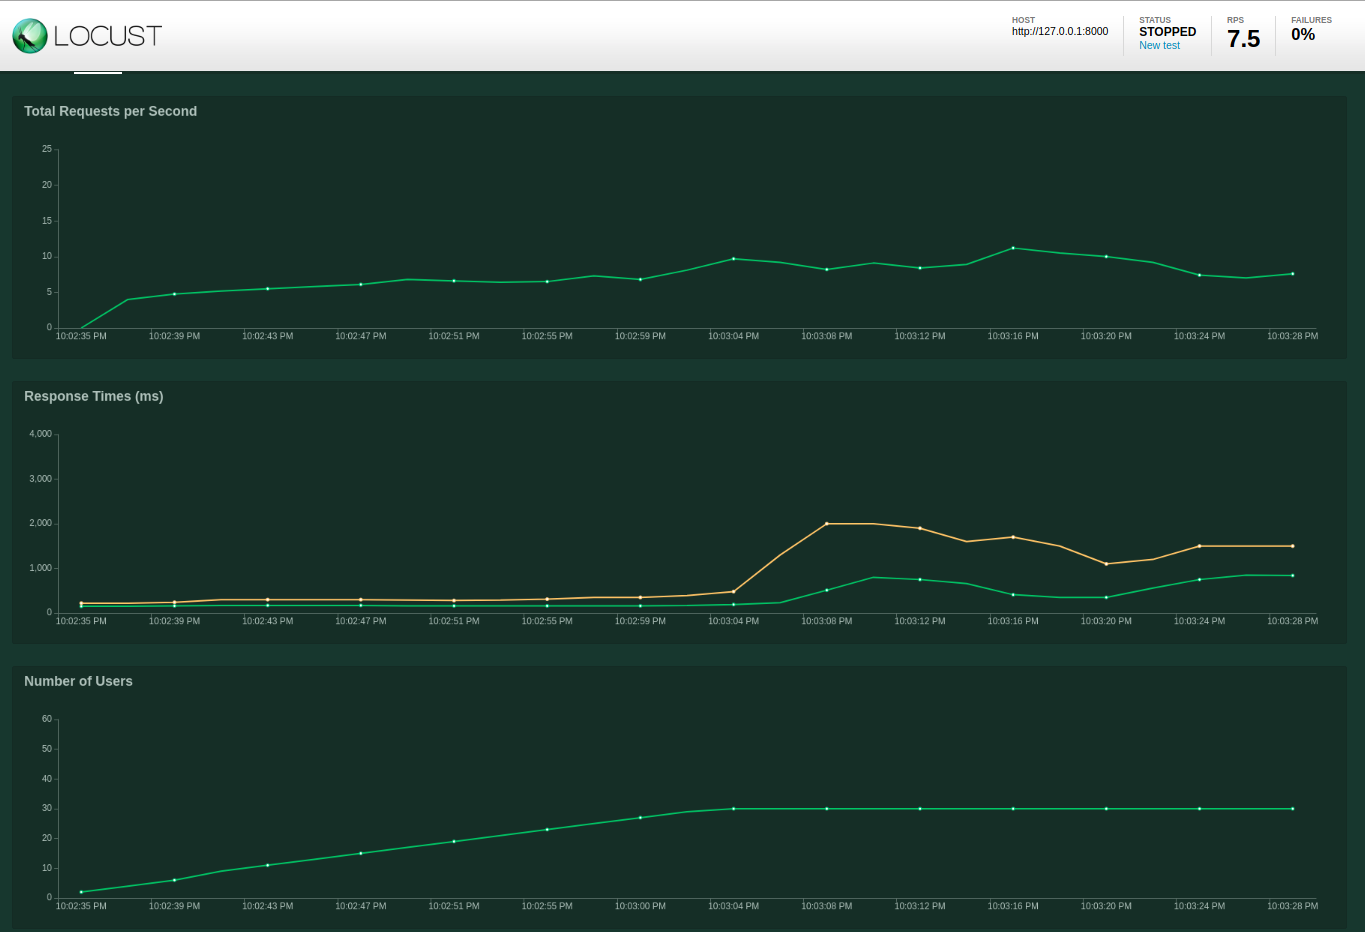 LOCUST
HOST
http://127.0.0.1:8000
STATUS
STOPPED
New test
RPS
7.5
FAILURES
0%
Total Requests per Second
25
20
15
10
5
0
10:02:35 PM 10:02:39 PM 10:02:43 PM 10:02:47 PM 10:02:51 PM 10:02:55 PM 10:02:59 PM 10:03:04 PM 10:03:08 PM 10:03:12 PM 10:03:16 PM 10:03:20 PM 10:03:24 PM 10:03:28 PM
Response Times (ms)
4,000
3,000
2,000
1,000
0
10:02:35 PM 10:02:39 PM 10:02:43 PM 10:02:47 PM 10:02:51 PM 10:02:55 PM 10:02:59 PM 10:03:04 PM 10:03:08 PM 10:03:12 PM 10:03:16 PM 10:03:20 PM 10:03:24 PM 10:03:28 PM
Number of Users
60
50
40
30
20
10
0
10:02:35 PM 10:02:39 PM 10:02:43 PM 10:02:47 PM 10:02:51 PM 10:02:55 PM 10:03:00 PM 10:03:04 PM 10:03:08 PM 10:03:12 PM 10:03:16 PM 10:03:20 PM 10:03:24 PM 10:03:28 PM